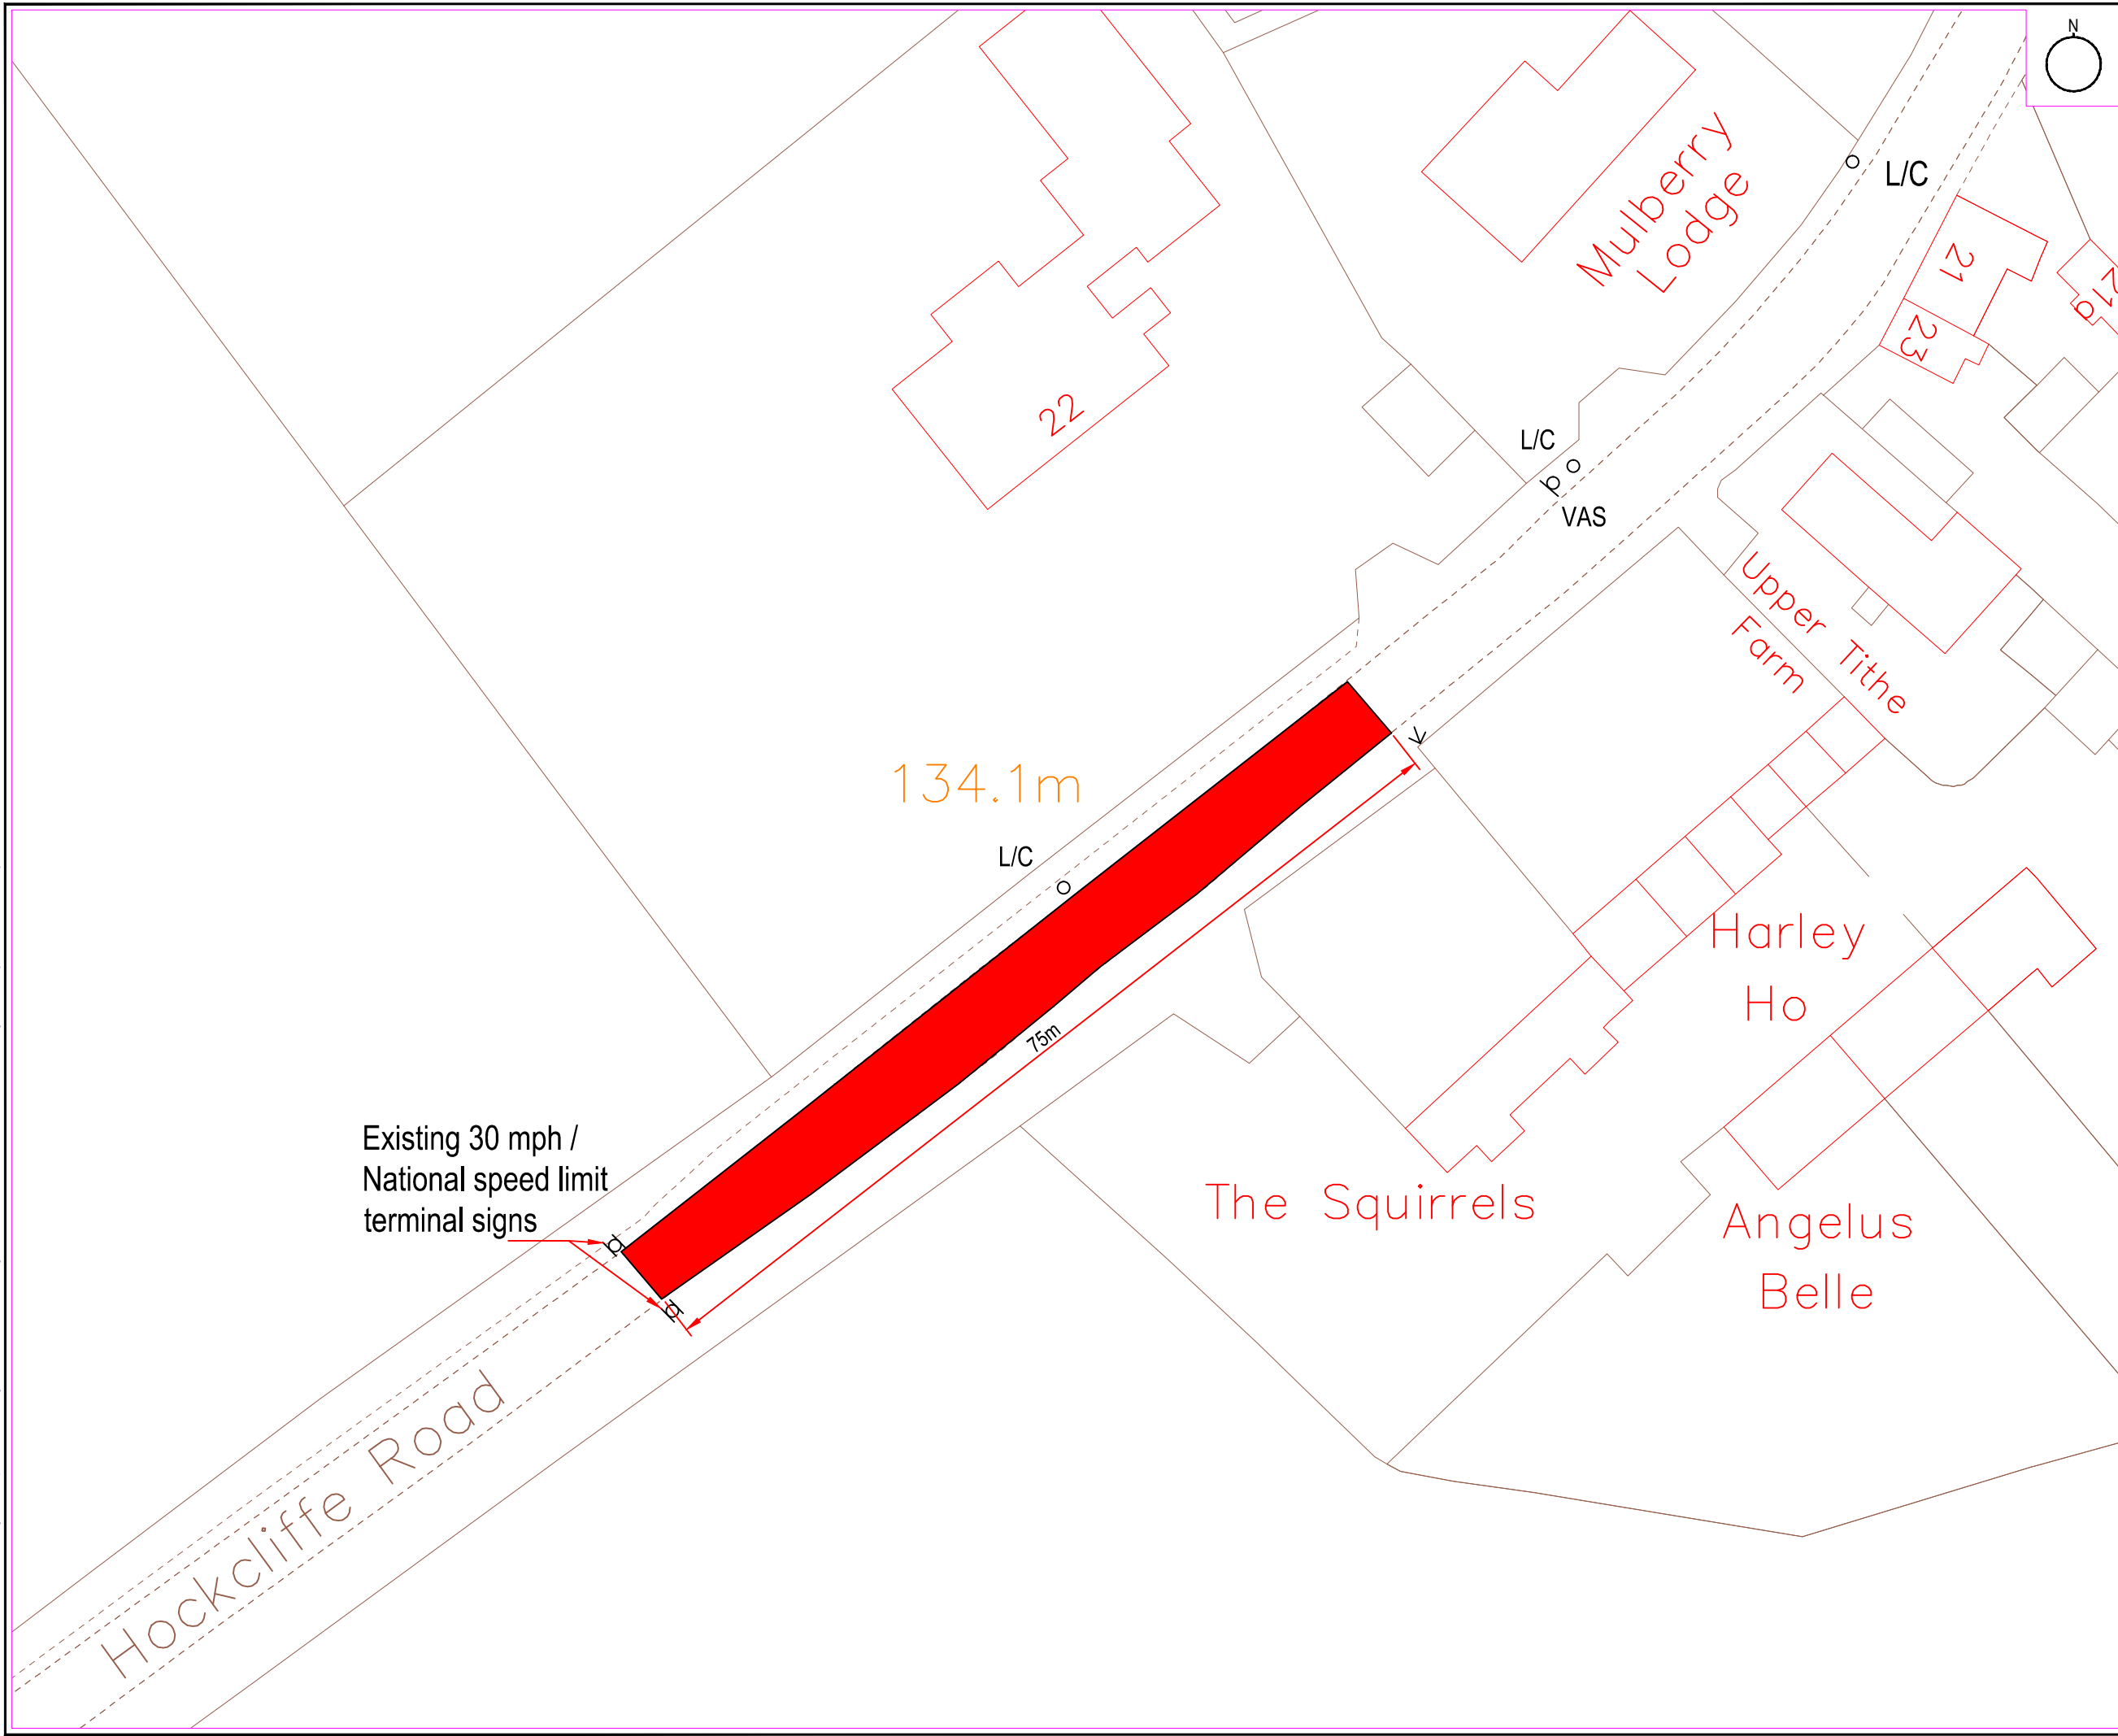 N
L/C
Mulberry
Lodge
21
21a
23
22
L/C
VAS
Upper Tithe
Farm
134.1m
L/C
Harley
Ho
75m
Existing 30 mph /
National speed limit
terminal signs
The Squirrels
Angelus
Belle
Hockcliffe Road